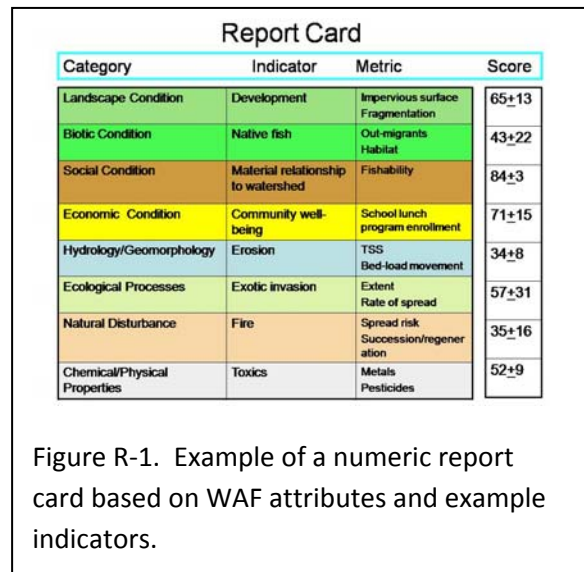 Report Card
Category Indicator Metric Score
Landscape Condition Development Impervious surface 65±13
Fragmentation
Biotic Condition Native fish Out-migrants 43±22
Habitat
Social Condition Material relationship Fishability 84±3
to watershed
Economic Condition Community well- School lunch 71±15
being program enrollment
Hydrology/Geomorphology Erosion TSS 34±8
Bed-load movement
Ecological Processes Exotic invasion Extent 57±31
Rate of spread
Natural Disturbance Fire Spread risk 35±16
Succession/regener
ation
Chemical/Physical Toxics Metals 52±9
Properties Pesticides
Figure R-1. Example of a numeric report
card based on WAF attributes and example
indicators.